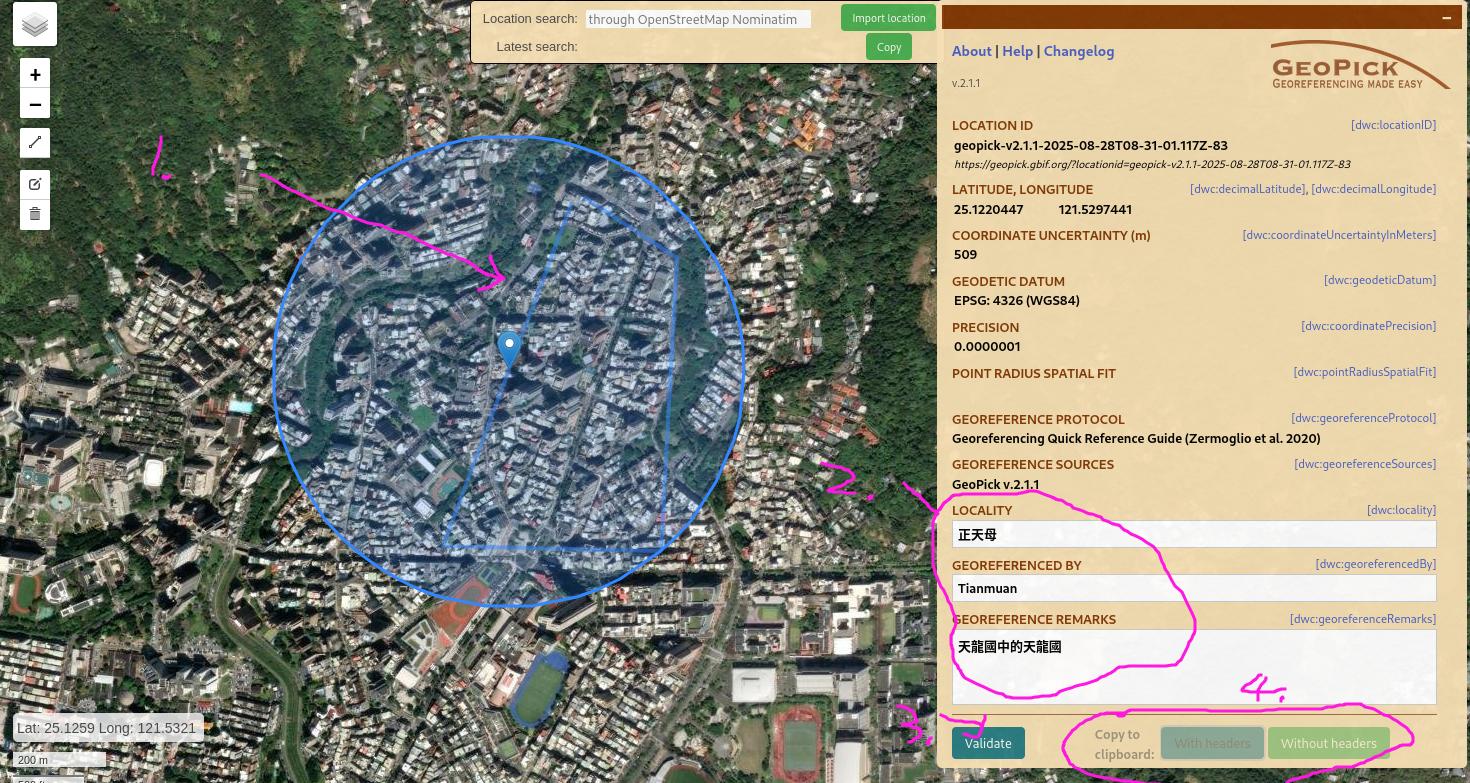 Location search: through OpenStreetMap Nominatim Import location
Latest search: Copy
+
−
About | Help | Changelog
GEOPICK
GEOREFERENCING MADE EASY
v.2.1.1
LOCATION ID [dwc:locationID]
geopick-v2.1.1-2025-08-28T08-31-01.117Z-83
https://geopick.gbif.org/?locationid=geopick-v2.1.1-2025-08-28T08-31-01.117Z-83
LATITUDE, LONGITUDE [dwc:decimalLatitude], [dwc:decimalLongitude]
25.1220447 121.5297441
COORDINATE UNCERTAINTY (m) [dwc:coordinateUncertaintyInMeters]
509
GEODETIC DATUM [dwc:geodeticDatum]
EPSG: 4326 (WGS84)
PRECISION [dwc:coordinatePrecision]
0.0000001
POINT RADIUS SPATIAL FIT [dwc:pointRadiusSpatialFit]
GEOREFERENCE PROTOCOL [dwc:georeferenceProtocol]
Georeferencing Quick Reference Guide (Zermoglio et al. 2020)
GEOREFERENCE SOURCES [dwc:georeferenceSources]
GeoPick v.2.1.1
LOCALITY [dwc:locality]
正天母
GEOREFERENCED BY [dwc:georeferencedBy]
Tianmuan
GEOREFERENCE REMARKS [dwc:georeferenceRemarks]
天龍國中的天龍國
Validate Copy to clipboard: With headers Without headers
1.
2.
3.
4.
Lat: 25.1259 Long: 121.5321
200 m